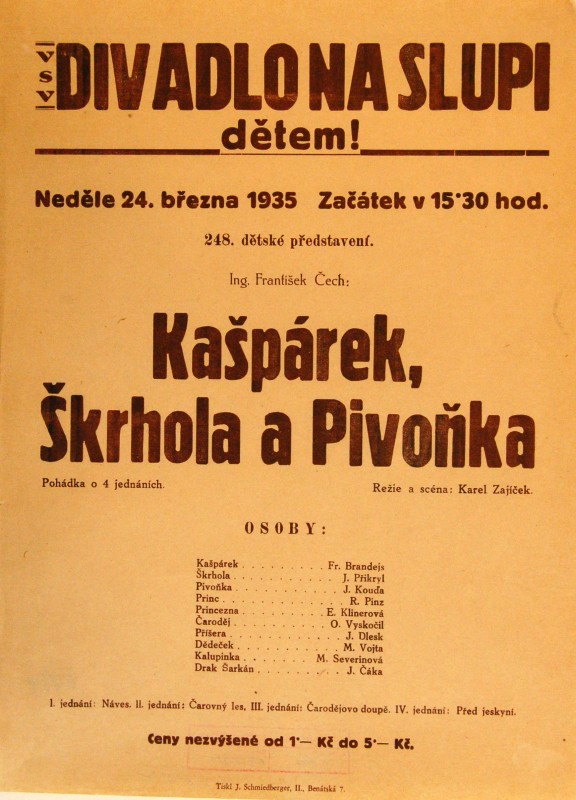 VSV DIVADLO NA SLUPI
dětem!
Neděle 24. března 1935 Začátek v 15·30 hod.
248. dětské představení.
Ing. František Čech:
Kašpárek,
Škrhola a Pivoňka
Pohádka o 4 jednáních. Režie a scéna: Karel Zajíček.
OSOBY:
Kašpárek . . . . . . . . . Fr. Brandejs
Škrhola . . . . . . . . . . . J. Přikryl
Pivoňka . . . . . . . . . . . J. Kouďa
Princ . . . . . . . . . . . . . R. Pinz
Princezna . . . . . . . . . E. Klinerová
Čaroděj . . . . . . . . . . O. Vyskočil
Příšera . . . . . . . . . . . J. Dlesk
Dědeček . . . . . . . . . . M. Vojta
Kalupinka . . . . . . . M. Severinová
Drak Šarkán . . . . . . . . J. Čáka
I. jednání: Náves. II. jednání: Čarovný les, III. jednání: Čarodějovo doupě. IV. jednání: Před jeskyní.
Ceny nezvýšené od 1·— Kč do 5·— Kč.
Tiskl J. Schmiedberger, II., Benátská 7.